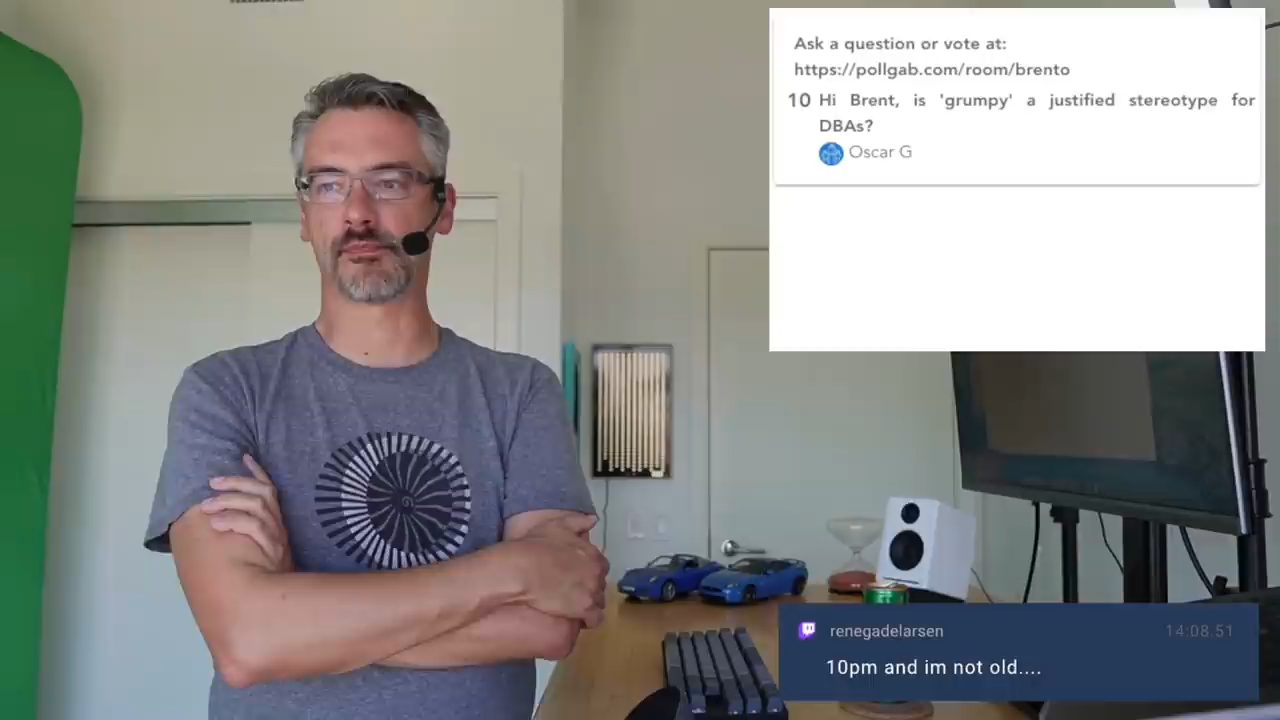 Ask a question or vote at:
https://pollgab.com/room/brento
10 Hi Brent, is 'grumpy' a justified stereotype for
DBAs?
Oscar G
renegadelarsen 14:08.51
10pm and im not old....